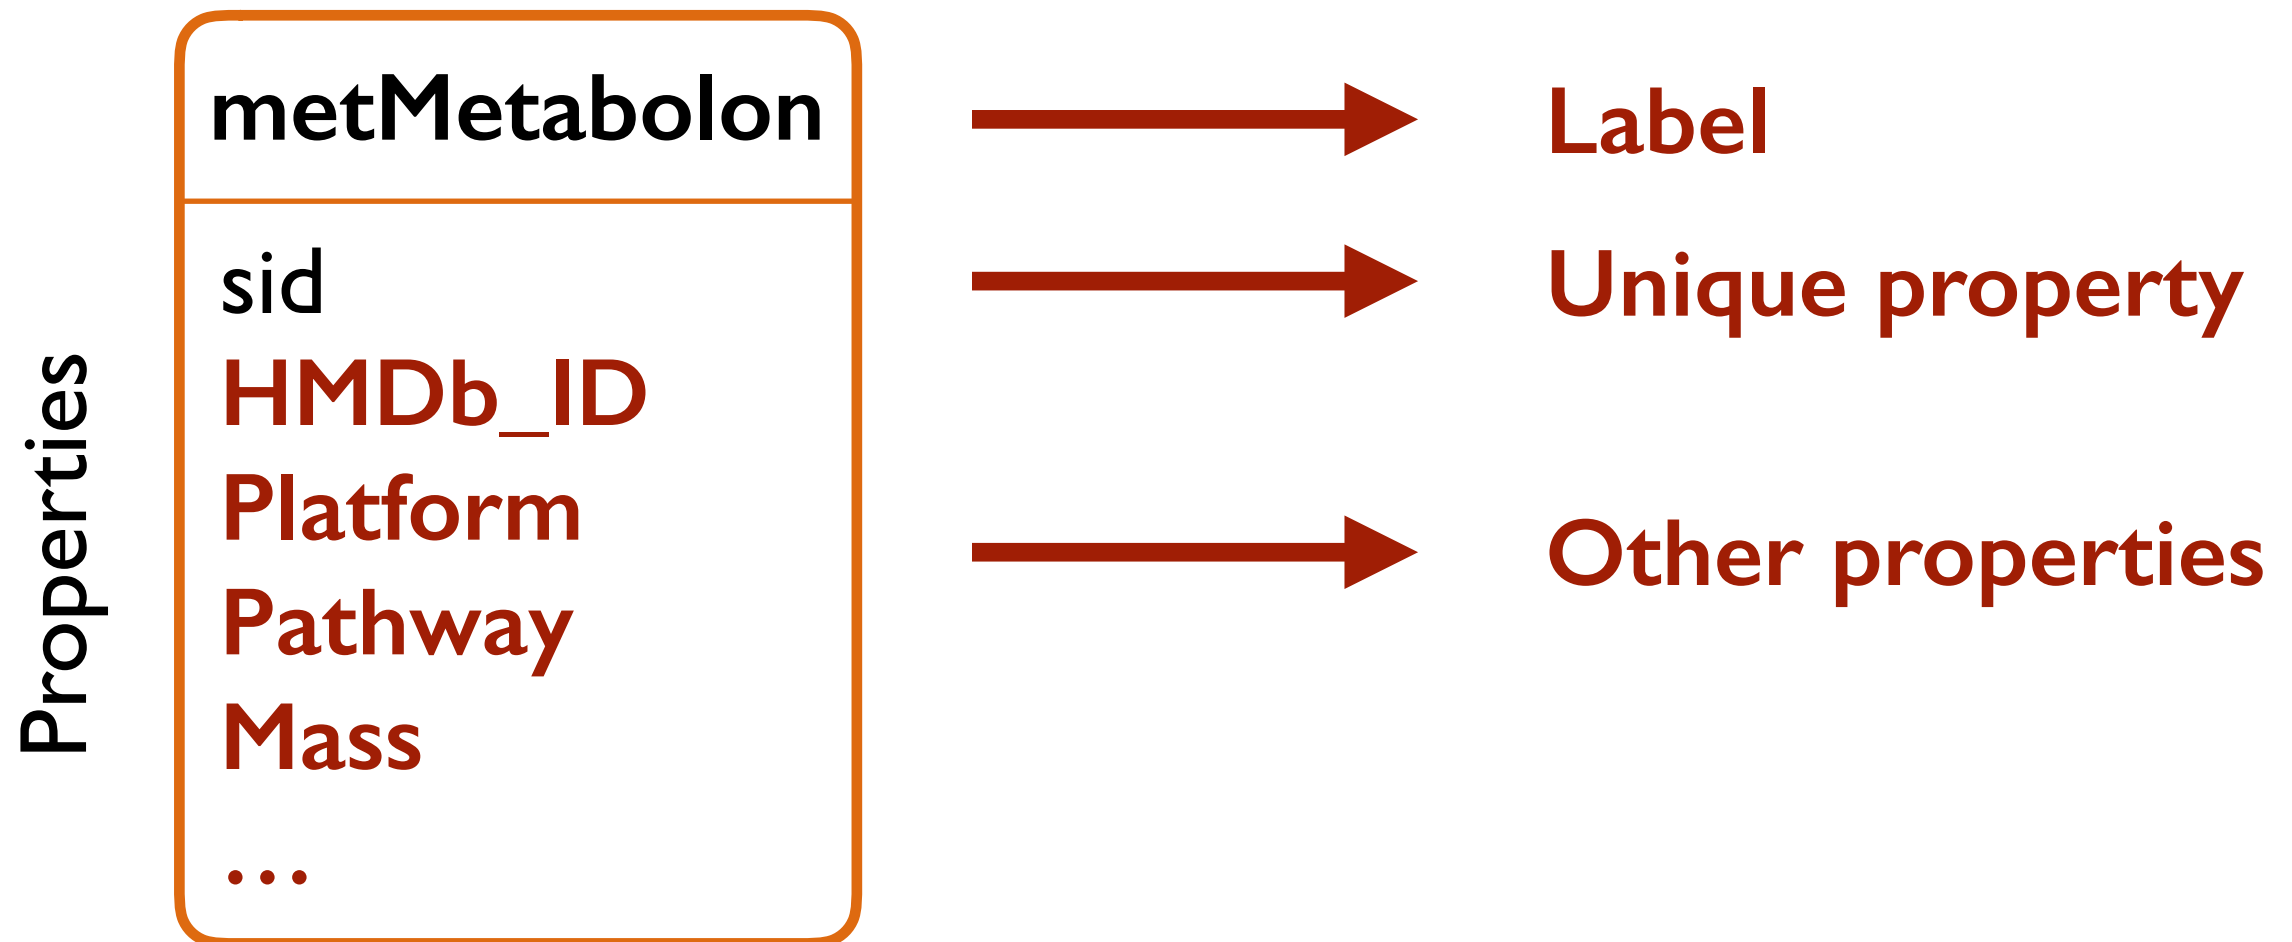 metMetabolon
Label
sid
Unique property
HMDb_ID
Platform
Other properties
Pathway
Mass
...
Properties